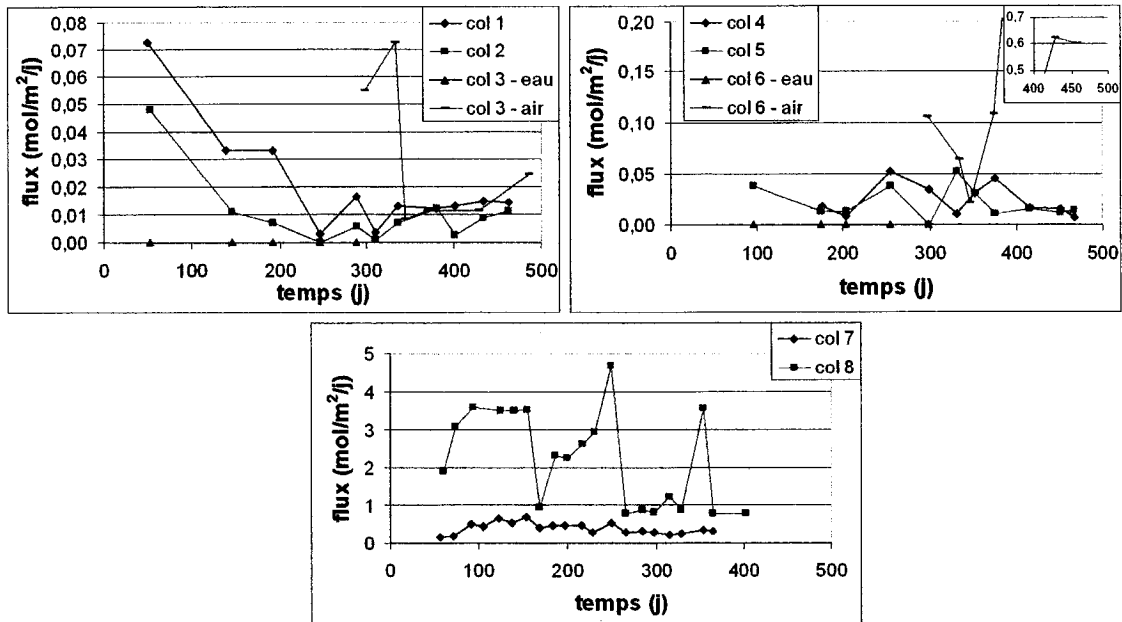 flux (mol/m²/j)
0,08
0,07
0,06
0,05
0,04
0,03
0,02
0,01
0,00
0 100 200 300 400 500
temps (j)
col 1
col 2
col 3 - eau
col 3 - air
flux (mol/m²/j)
0,20
0,15
0,10
0,05
0,00
0 100 200 300 400 500
temps (j)
col 4
col 5
col 6 - eau
col 6 - air
0,7
0,6
0,5
400 450 500
flux (mol/m²/j)
5
4
3
2
1
0
0 100 200 300 400 500
temps (j)
col 7
col 8